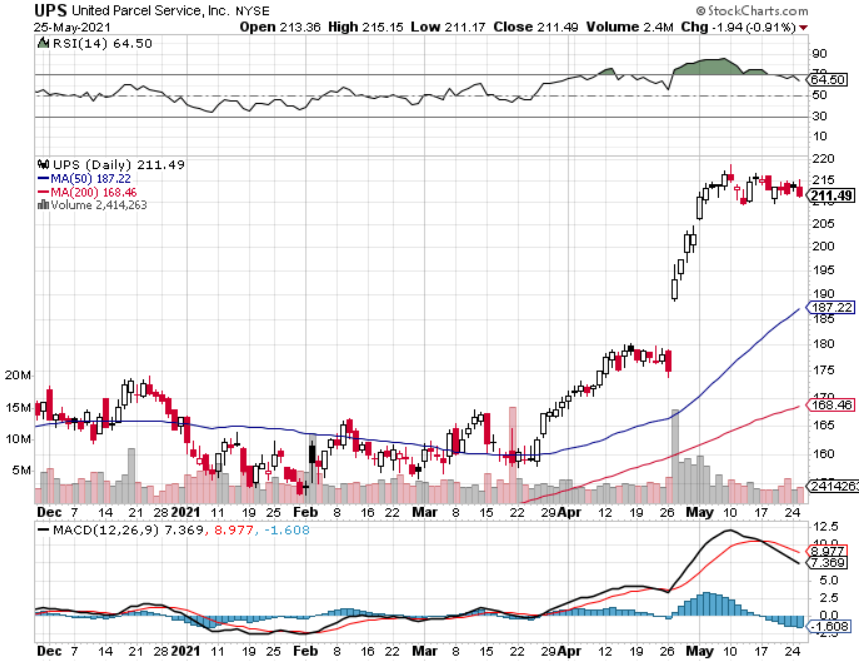 UPS United Parcel Service, Inc. NYSE © StockCharts.com
25-May-2021 Open 213.36 High 215.15 Low 211.17 Close 211.49 Volume 2.4M Chg -1.94 (-0.91%)
RSI(14) 64.50
90
70
64.50
50
30
10
UPS (Daily) 211.49
MA(50) 187.22
MA(200) 168.46
Volume 2,414,263
220
215
211.49
210
205
200
195
190
187.22
185
180
175
170
168.46
165
160
2414263
20M
15M
10M
5M
Dec 7 14 21 28 2021 11 19 25 Feb 8 16 22 Mar 8 15 22 29 Apr 12 19 26 May 10 17 24
MACD(12,26,9) 7.369, 8.977, -1.608
12.5
10.0
8.977
7.369
5.0
2.5
0.0
-1.608
Dec 7 14 21 28 2021 11 19 25 Feb 8 16 22 Mar 8 15 22 29 Apr 12 19 26 May 10 17 24